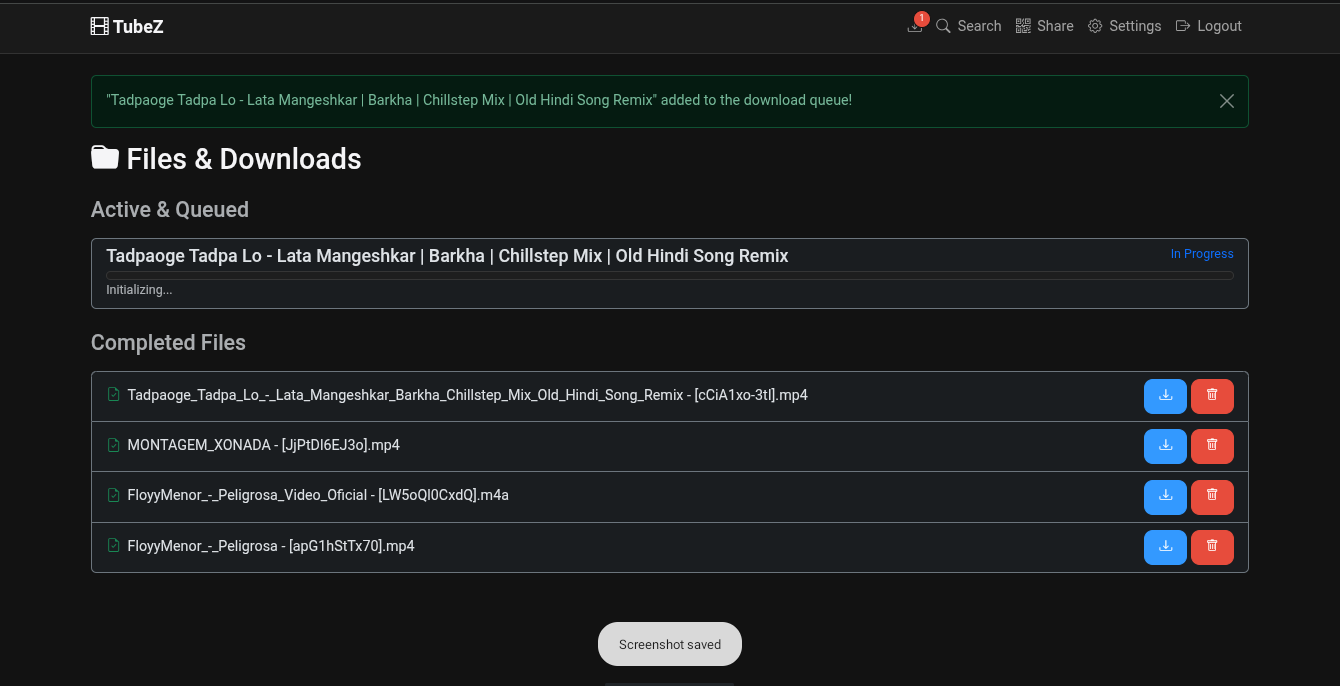 TubeZ
1
Search
Share
Settings
Logout
"Tadpaoge Tadpa Lo - Lata Mangeshkar | Barkha | Chillstep Mix | Old Hindi Song Remix" added to the download queue!
Files & Downloads
Active & Queued
Tadpaoge Tadpa Lo - Lata Mangeshkar | Barkha | Chillstep Mix | Old Hindi Song Remix
In Progress
Initializing...
Completed Files
Tadpaoge_Tadpa_Lo_-_Lata_Mangeshkar_Barkha_Chillstep_Mix_Old_Hindi_Song_Remix - [cCiA1xo-3tI].mp4
MONTAGEM_XONADA - [JjPtDl6EJ3o].mp4
FloyyMenor_-_Peligrosa_Video_Oficial - [LW5oQl0CxdQ].m4a
FloyyMenor_-_Peligrosa - [apG1hStTx70].mp4
Screenshot saved